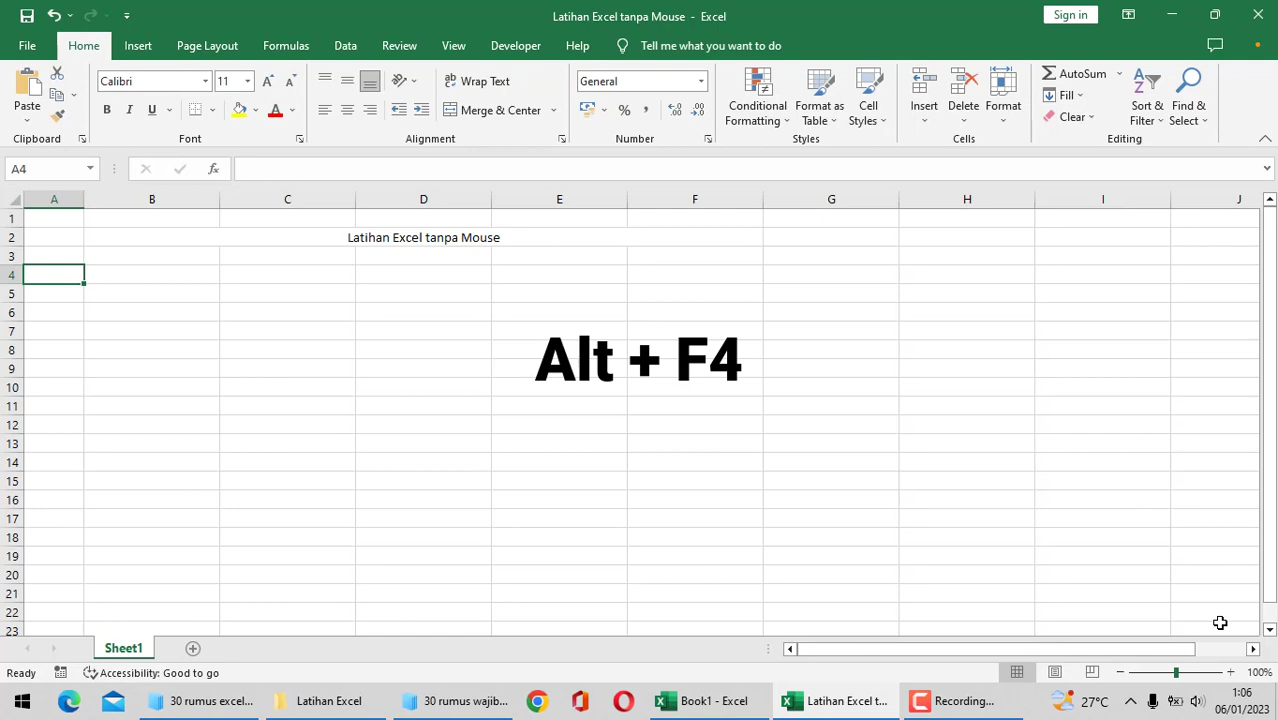 Latihan Excel tanpa Mouse - Excel
Sign in
File Home Insert Page Layout Formulas Data Review View Developer Help Tell me what you want to do
Paste
Clipboard
Calibri 11
B I U
A A A
Font
Wrap Text
Merge & Center
Alignment
General
% ,
Number
Conditional Formatting
Format as Table
Cell Styles
Styles
Insert Delete Format
Cells
AutoSum
Fill
Clear
Sort & Filter
Find & Select
Editing
A4
fx
A B C D E F G H I J
1
2 Latihan Excel tanpa Mouse
3
4
5
6
7
8
Alt + F4
9
10
11
12
13
14
15
16
17
18
19
20
21
22
23
Sheet1
Ready Accessibility: Good to go 100%
30 rumus excel... Latihan Excel 30 rumus wajib... Book1 - Excel Latihan Excel t... Recording... 27°C 1:06
06/01/2023